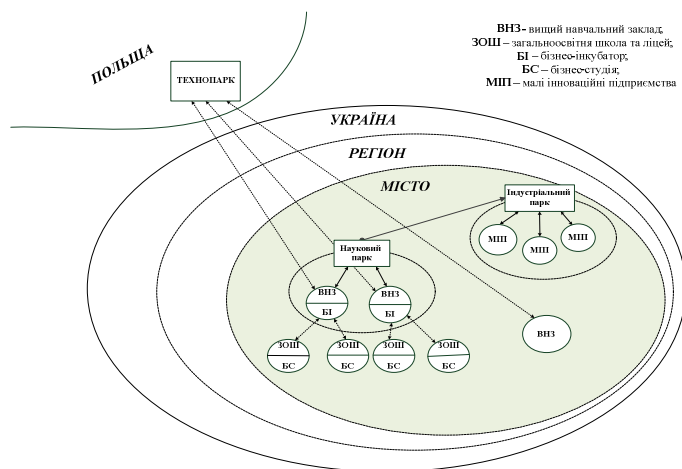 ВНЗ- вищий навчальний заклад;
ЗОШ – загальноосвітня школа та ліцей;
БІ – бізнес-інкубатор;
БС – бізнес-студія;
МІП – малі інноваційні підприємства
ПОЛЬЩА
ТЕХНОПАРК
УКРАЇНА
РЕГІОН
МІСТО
Індустріальний
парк
МІП
МІП
МІП
Науковий
парк
ВНЗ
БІ
ВНЗ
БІ
ВНЗ
ЗОШ
БС
ЗОШ
БС
ЗОШ
БС
ЗОШ
БС